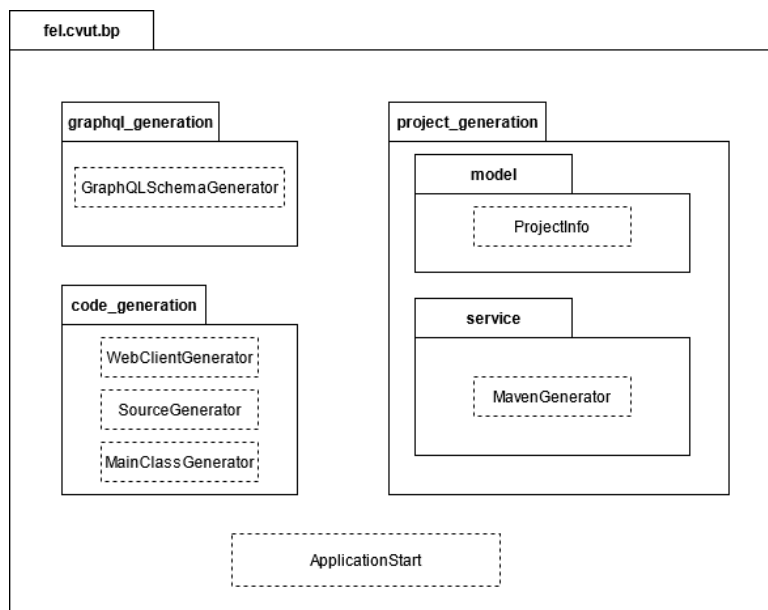 fel.cvut.bp
graphql_generation
GraphQLSchemaGenerator
project_generation
model
ProjectInfo
code_generation
WebClientGenerator
SourceGenerator
MainClassGenerator
service
MavenGenerator
ApplicationStart